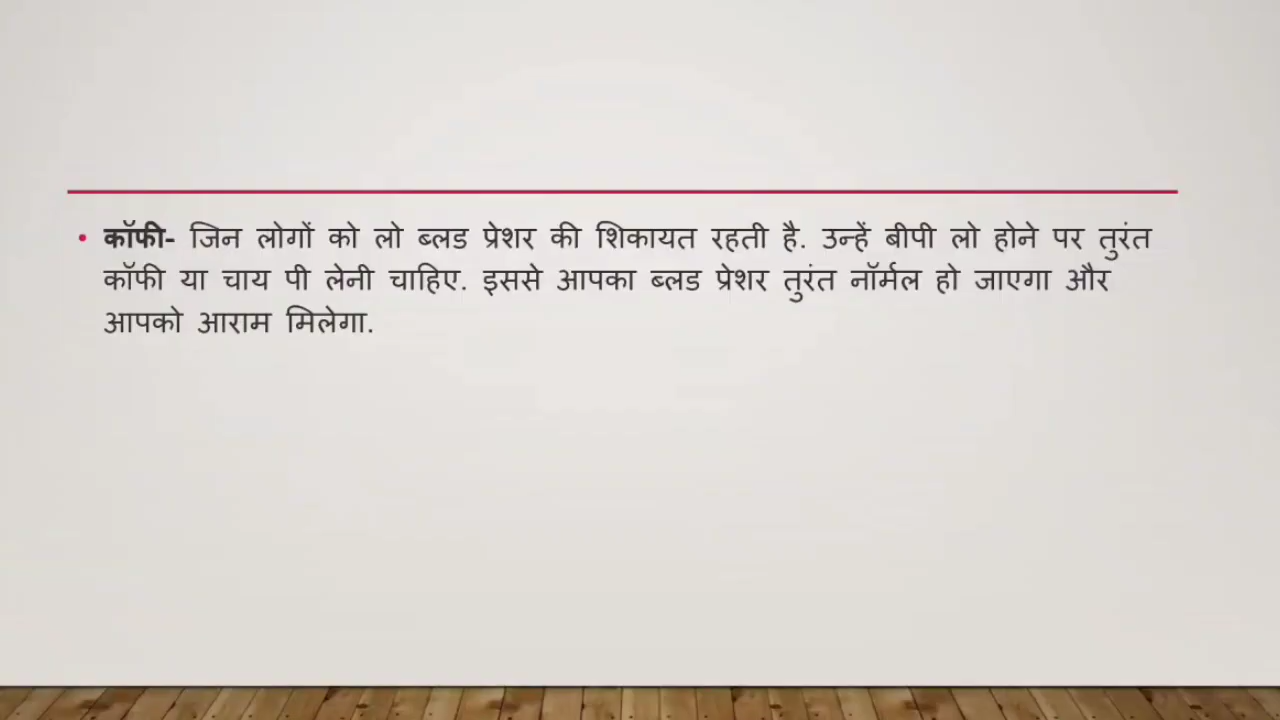 • कॉफी- जिन लोगों को लो ब्लड प्रेशर की शिकायत रहती है. उन्हें बीपी लो होने पर तुरंत
कॉफी या चाय पी लेनी चाहिए. इससे आपका ब्लड प्रेशर तुरंत नॉर्मल हो जाएगा और
आपको आराम मिलेगा.